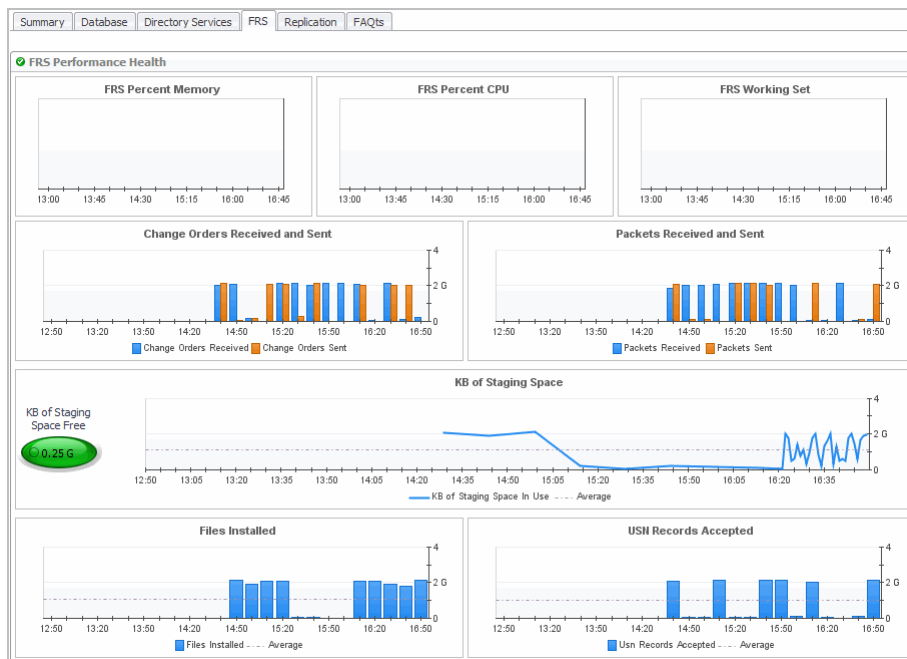 Summary Database Directory Services FRS Replication FAQts
FRS Performance Health
FRS Percent Memory
13:00 13:45 14:30 15:15 16:00 16:45
FRS Percent CPU
13:00 13:45 14:30 15:15 16:00 16:45
FRS Working Set
13:00 13:45 14:30 15:15 16:00 16:45
Change Orders Received and Sent
4
2 G
0
12:50 13:20 13:50 14:20 14:50 15:20 15:50 16:20 16:50
Change Orders Received Change Orders Sent
Packets Received and Sent
4
2 G
0
12:50 13:20 13:50 14:20 14:50 15:20 15:50 16:20 16:50
Packets Received Packets Sent
KB of Staging Space
KB of Staging
Space Free
0.25 G
4
2 G
0
12:50 13:05 13:20 13:35 13:50 14:05 14:20 14:35 14:50 15:05 15:20 15:35 15:50 16:05 16:20 16:35
KB of Staging Space In Use Average
Files Installed
4
2 G
0
12:50 13:20 13:50 14:20 14:50 15:20 15:50 16:20 16:50
Files Installed Average
USN Records Accepted
4
2 G
0
12:50 13:20 13:50 14:20 14:50 15:20 15:50 16:20 16:50
Usn Records Accepted Average